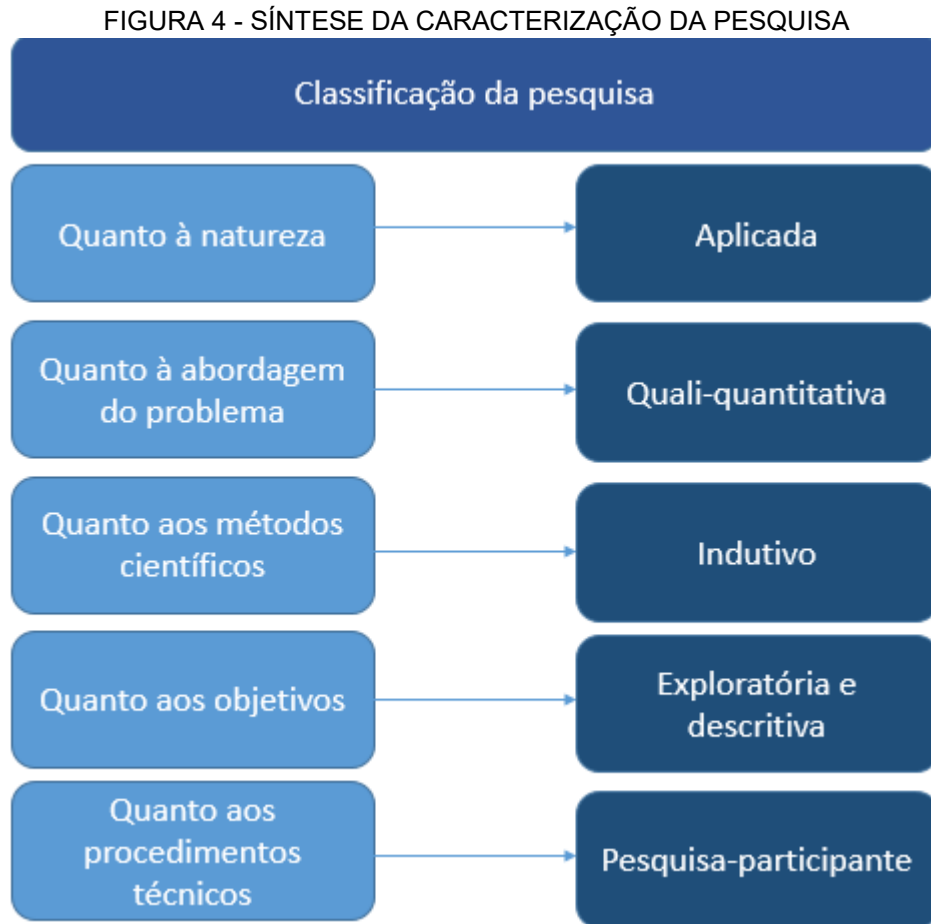 FIGURA 4 - SÍNTESE DA CARACTERIZAÇÃO DA PESQUISA
Classificação da pesquisa
Quanto à natureza
Aplicada
Quanto à abordagem
do problema
Quali-quantitativa
Quanto aos métodos
científicos
Indutivo
Quanto aos objetivos
Exploratória e
descritiva
Quanto aos
procedimentos
técnicos
Pesquisa-participante